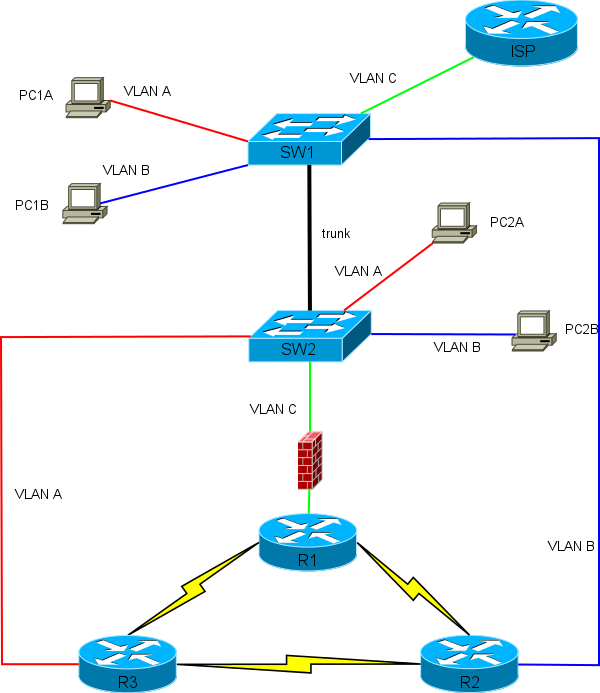 ISP
VLAN C
PC1A
VLAN A
SW1
VLAN B
PC1B
PC2A
trunk
VLAN A
PC2B
SW2
VLAN B
VLAN C
VLAN A
VLAN B
R1
R3
R2